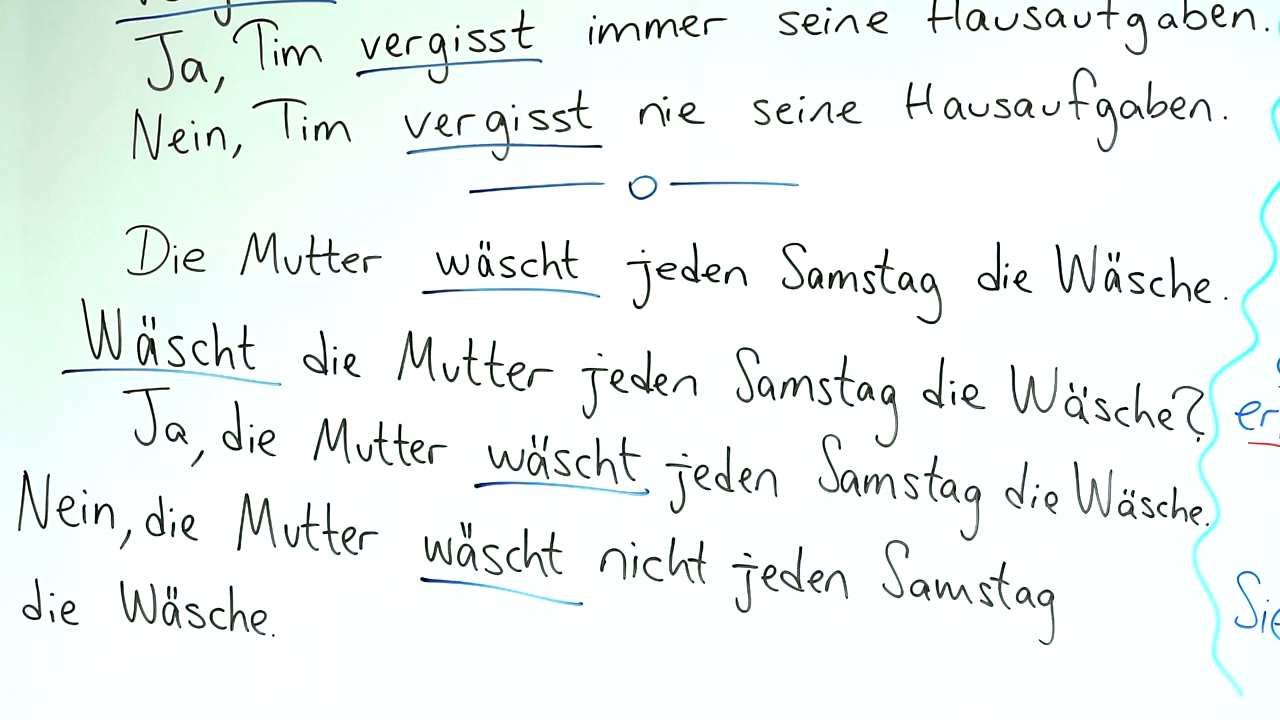 Ja, Tim vergisst immer seine Hausaufgaben.
Nein, Tim vergisst nie seine Hausaufgaben.
Die Mutter wäscht jeden Samstag die Wäsche.
Wäscht die Mutter jeden Samstag die Wäsche?
Ja, die Mutter wäscht jeden Samstag die Wäsche.
Nein, die Mutter wäscht nicht jeden Samstag
die Wäsche.